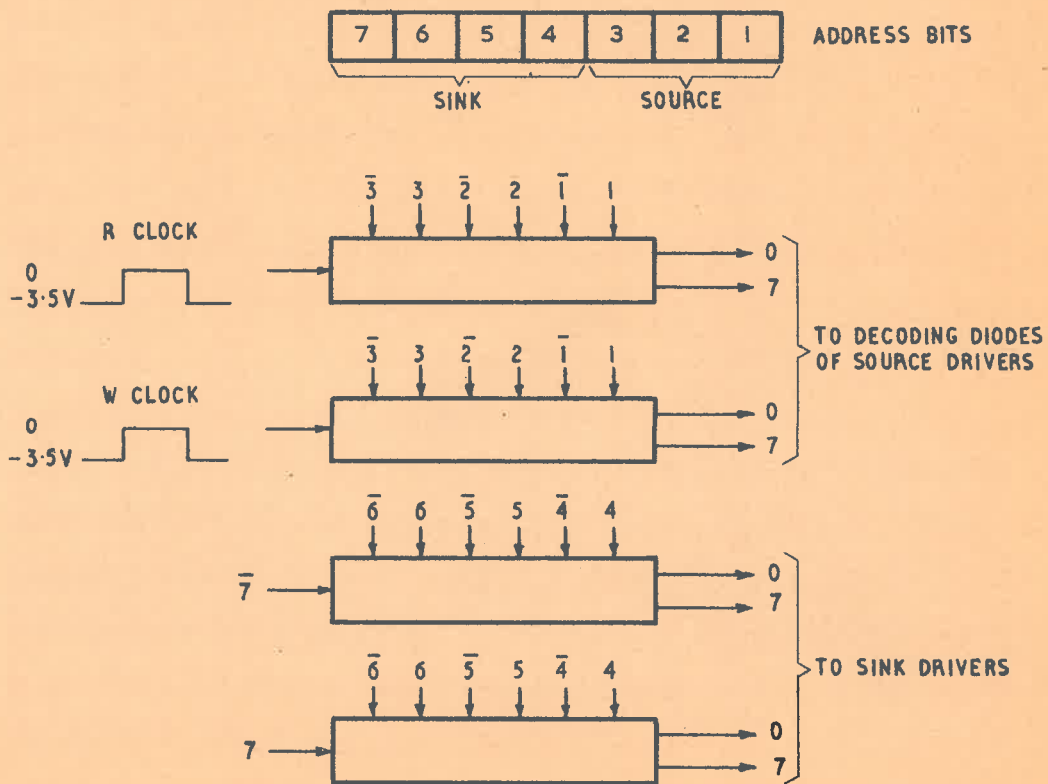 7 6 5 4 3 2 1 ADDRESS BITS
SINK SOURCE
3̅ 3 2̅ 2 1̅ 1
R CLOCK
0
-3·5V
0
7
TO DECODING DIODES
OF SOURCE DRIVERS
3̅ 3 2̅ 2 1̅ 1
W CLOCK
0
-3·5V
0
7
6̅ 6 5̅ 5 4̅ 4
7̅
0
7
TO SINK DRIVERS
6̅ 6 5̅ 5 4̅ 4
7
0
7